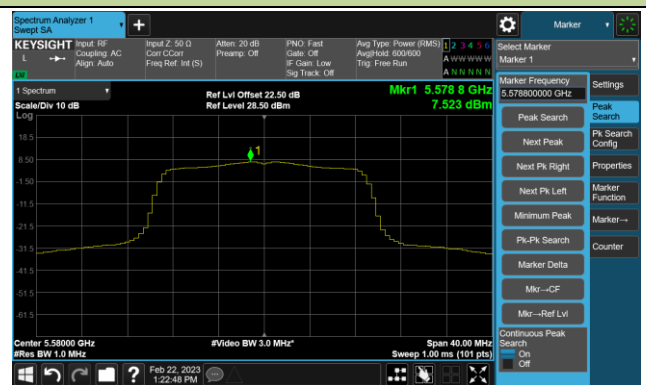 Spectrum Analyzer 1
Swept SA
+
Marker
KEYSIGHT
L
LV
Input: RF
Coupling: AC
Align: Auto
Input Z: 50 Ω
Corr CCorr
Freq Ref: Int (S)
Atten: 20 dB
Preamp: Off
PNO: Fast
Gate: Off
IF Gain: Low
Sig Track: Off
Avg Type: Power (RMS)
Avg|Hold: 600/600
Trig: Free Run
1 2 3 4 5 6
A W W W W W
A N N N N N
Select Marker
Marker 1
1 Spectrum
Scale/Div 10 dB
Log
Ref Lvl Offset 22.50 dB
Ref Level 28.50 dBm
Mkr1 5.578 8 GHz
7.523 dBm
18.5
8.50
-1.50
-11.5
-21.5
-31.5
-41.5
-51.5
-61.5
1
Center 5.58000 GHz
#Res BW 1.0 MHz
#Video BW 3.0 MHz*
Span 40.00 MHz
Sweep 1.00 ms (101 pts)
Marker Frequency
5.578800000 GHz
Peak Search
Next Peak
Next Pk Right
Next Pk Left
Minimum Peak
Pk-Pk Search
Marker Delta
Mkr→CF
Mkr→Ref Lvl
Continuous Peak
Search
On
Off
Settings
Peak
Search
Pk Search
Config
Properties
Marker
Function
Marker→
Counter
?
Feb 22, 2023
1:22:48 PM